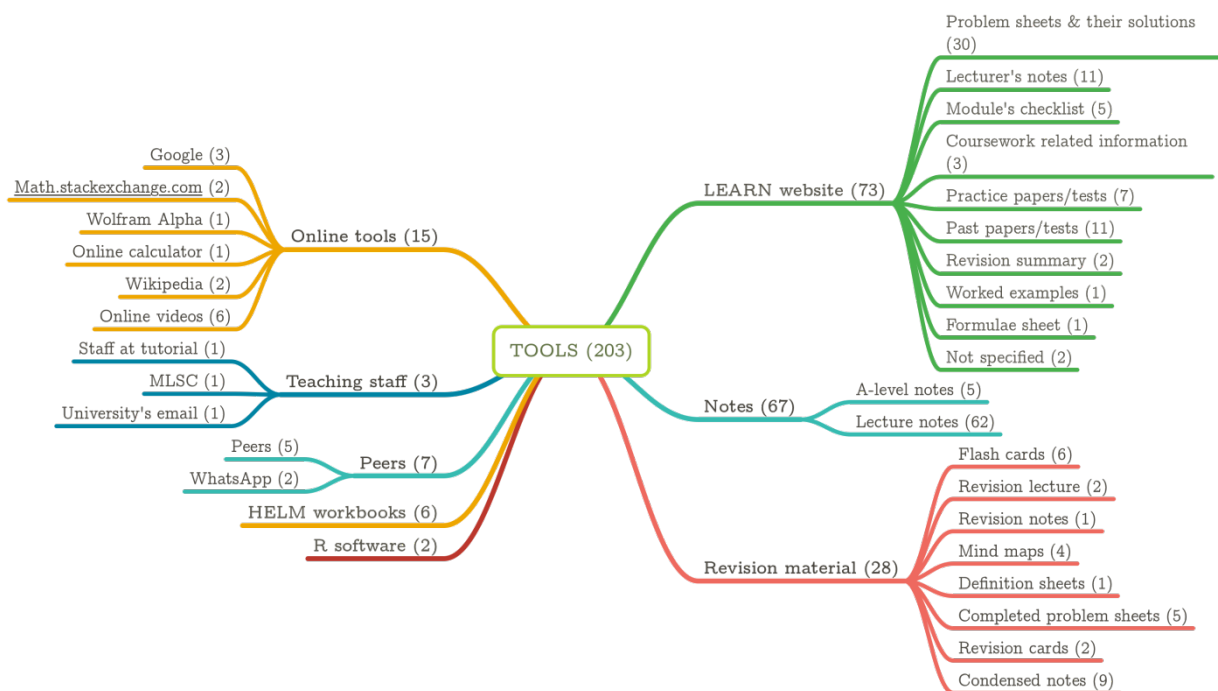 TOOLS (203)
LEARN website (73)
Problem sheets & their solutions
(30)
Lecturer's notes (11)
Module's checklist (5)
Coursework related information
(3)
Practice papers/tests (7)
Past papers/tests (11)
Revision summary (2)
Worked examples (1)
Formulae sheet (1)
Not specified (2)
Notes (67)
A-level notes (5)
Lecture notes (62)
Revision material (28)
Flash cards (6)
Revision lecture (2)
Revision notes (1)
Mind maps (4)
Definition sheets (1)
Completed problem sheets (5)
Revision cards (2)
Condensed notes (9)
Online tools (15)
Google (3)
Math.stackexchange.com (2)
Wolfram Alpha (1)
Online calculator (1)
Wikipedia (2)
Online videos (6)
Teaching staff (3)
Staff at tutorial (1)
MLSC (1)
University's email (1)
Peers (7)
Peers (5)
WhatsApp (2)
HELM workbooks (6)
R software (2)